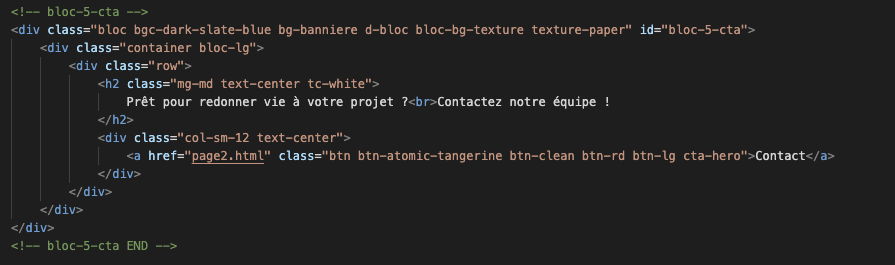 <!-- bloc-5-cta -->
<div class="bloc bgc-dark-slate-blue bg-banniere d-bloc bloc-bg-texture texture-paper" id="bloc-5-cta">
    <div class="container bloc-lg">
        <div class="row">
            <h2 class="mg-md text-center tc-white">
                Prêt pour redonner vie à votre projet ?<br>Contactez notre équipe !
            </h2>
            <div class="col-sm-12 text-center">
                <a href="page2.html" class="btn btn-atomic-tangerine btn-clean btn-rd btn-lg cta-hero">Contact</a>
            </div>
        </div>
    </div>
</div>
<!-- bloc-5-cta END -->